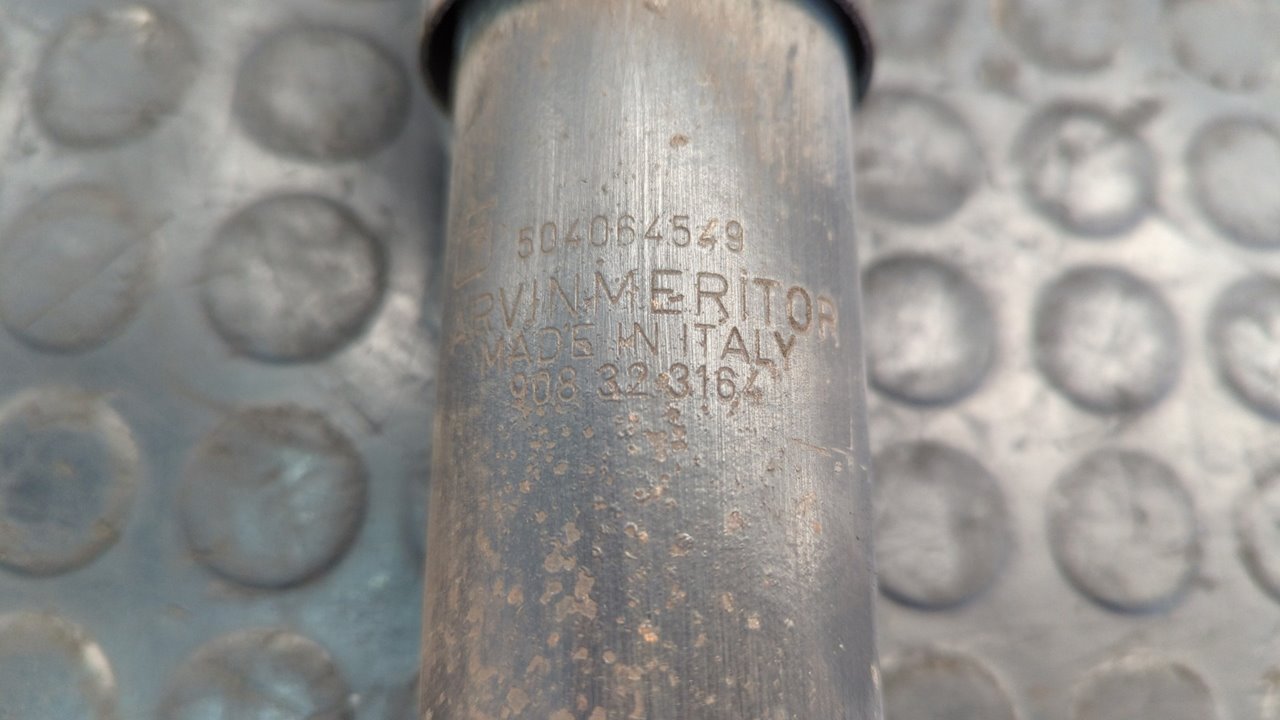 504064549
ARVINMERITOR
MADE IN ITALY
908 32 3164